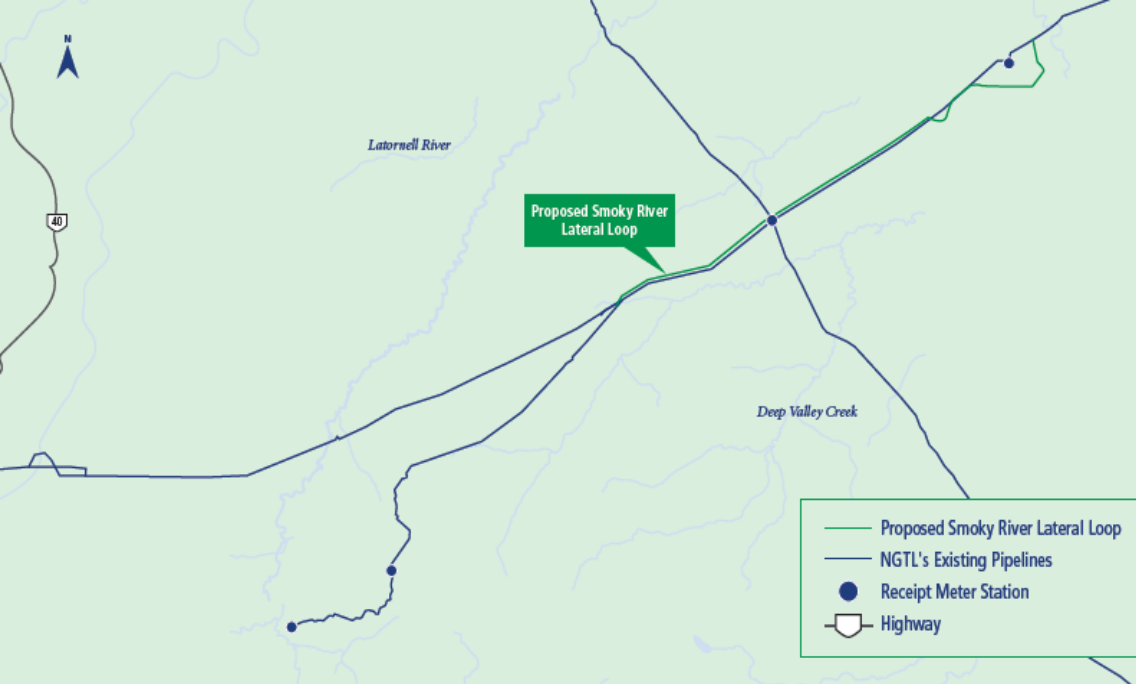 N
Latornell River
40
Proposed Smoky River
Lateral Loop
Deep Valley Creek
Proposed Smoky River Lateral Loop
NGTL's Existing Pipelines
Receipt Meter Station
Highway